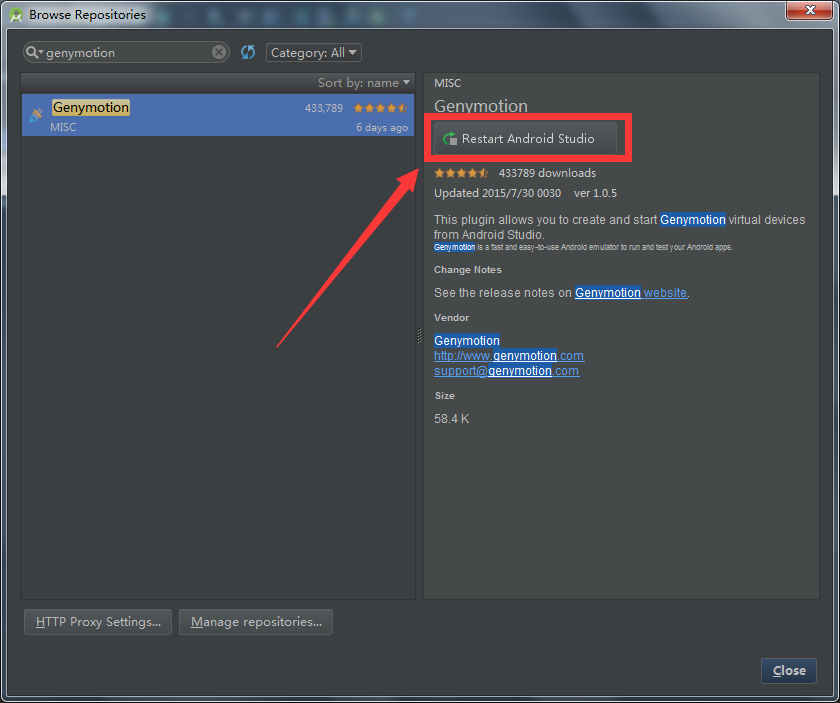 Browse Repositories
genymotion
Category: All
Sort by: name
Genymotion
433,789
MISC
6 days ago
MISC
Genymotion
Restart Android Studio
433789 downloads
Updated 2015/7/30 0030 ver 1.0.5
This plugin allows you to create and start Genymotion virtual devices
from Android Studio.
Genymotion is a fast and easy-to-use Android emulator to run and test your Android apps.
Change Notes
See the release notes on Genymotion website.
Vendor
Genymotion
http://www.genymotion.com
support@genymotion.com
Size
58.4 K
HTTP Proxy Settings...
Manage repositories...
Close